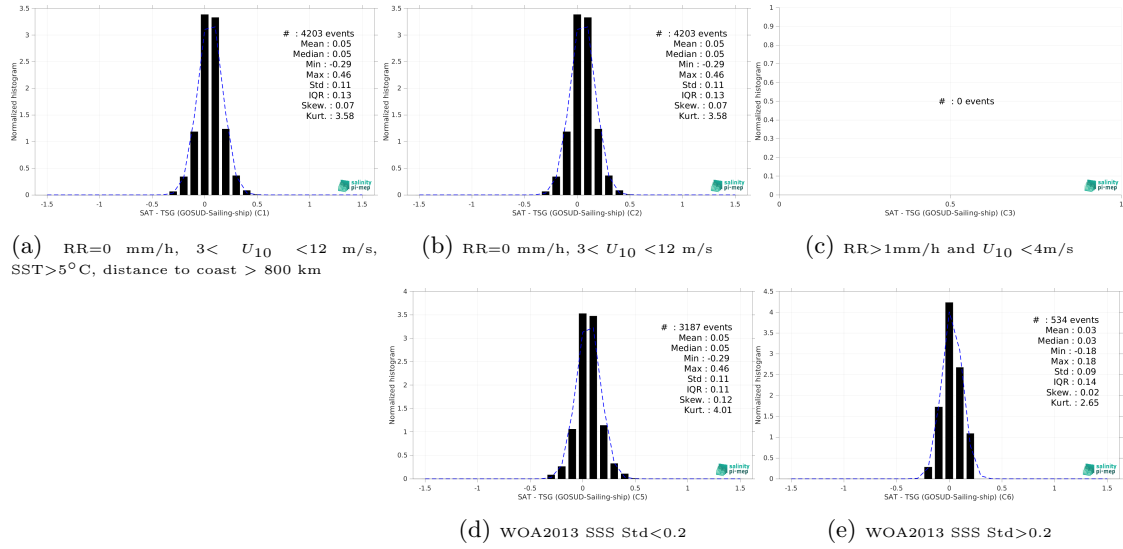 3.5
3
2.5
2
1.5
1
0.5
0
Normalized histogram
# : 4203 events
Mean : 0.05
Median : 0.05
Min : -0.29
Max : 0.46
Std : 0.11
IQR : 0.13
Skew. : 0.07
Kurt. : 3.58
salinity
pi-mep
-1.5 -1 -0.5 0 0.5 1 1.5
SAT - TSG (GOSUD-Sailing-ship) (C1)
(a) RR=0 mm/h, 3< U10 <12 m/s,
SST>5°C, distance to coast > 800 km
3.5
3
2.5
2
1.5
1
0.5
0
Normalized histogram
# : 4203 events
Mean : 0.05
Median : 0.05
Min : -0.29
Max : 0.46
Std : 0.11
IQR : 0.13
Skew. : 0.07
Kurt. : 3.58
salinity
pi-mep
-1.5 -1 -0.5 0 0.5 1 1.5
SAT - TSG (GOSUD-Sailing-ship) (C2)
(b) RR=0 mm/h, 3< U10 <12 m/s
1
0.9
0.8
0.7
0.6
0.5
0.4
0.3
0.2
0.1
0
Normalized histogram
# : 0 events
salinity
pi-mep
0 0.5 1
SAT - TSG (GOSUD-Sailing-ship) (C3)
(c) RR>1mm/h and U10 <4m/s
4
3.5
3
2.5
2
1.5
1
0.5
0
Normalized histogram
# : 3187 events
Mean : 0.05
Median : 0.05
Min : -0.29
Max : 0.46
Std : 0.11
IQR : 0.11
Skew. : 0.12
Kurt. : 4.01
salinity
pi-mep
-1.5 -1 -0.5 0 0.5 1 1.5
SAT - TSG (GOSUD-Sailing-ship) (C5)
(d) WOA2013 SSS Std<0.2
4.5
4
3.5
3
2.5
2
1.5
1
0.5
0
Normalized histogram
# : 534 events
Mean : 0.03
Median : 0.03
Min : -0.18
Max : 0.18
Std : 0.09
IQR : 0.14
Skew. : 0.02
Kurt. : 2.65
salinity
pi-mep
-1.5 -1 -0.5 0 0.5 1 1.5
SAT - TSG (GOSUD-Sailing-ship) (C6)
(e) WOA2013 SSS Std>0.2